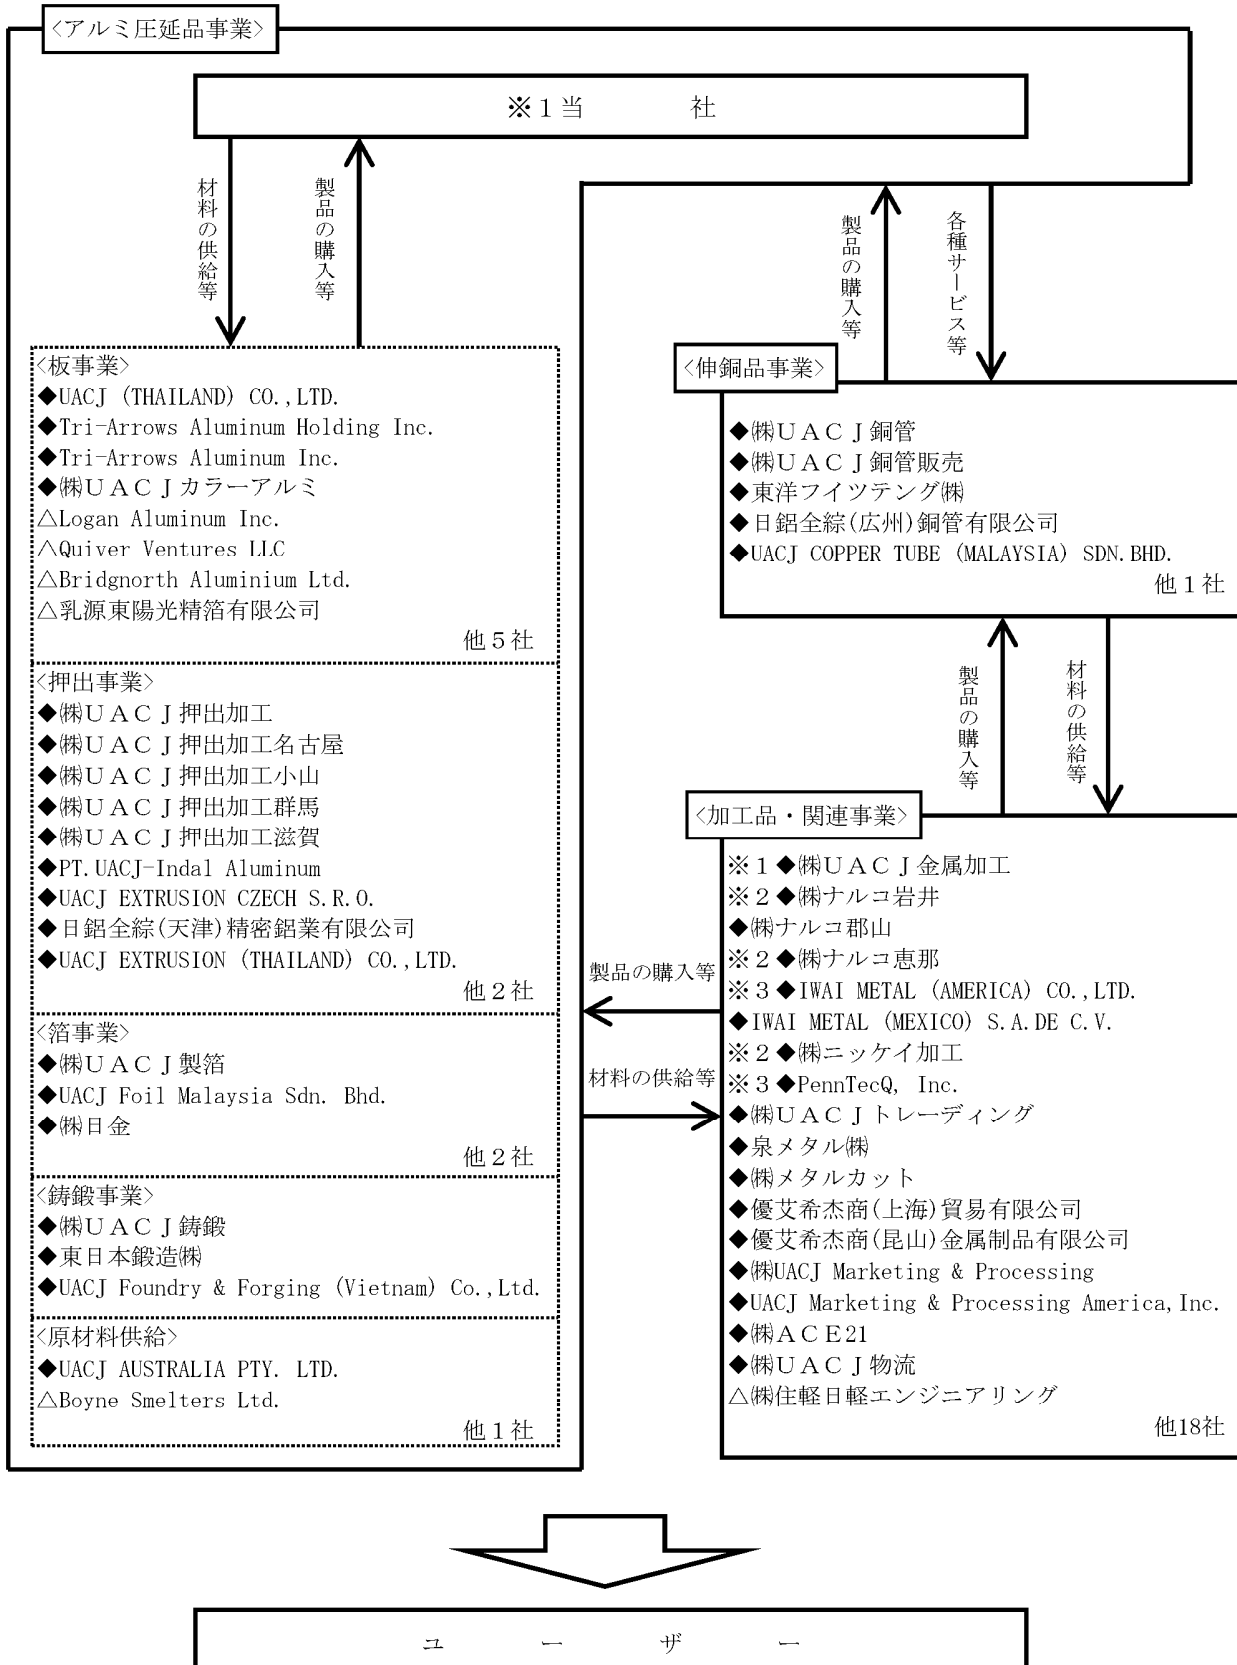 <アルミ圧延品事業>
※１当　　　社
材料の供給等
製品の購入等
製品の購入等
各種サービス等
<板事業>
◆UACJ (THAILAND) CO.,LTD.
◆Tri-Arrows Aluminum Holding Inc.
◆Tri-Arrows Aluminum Inc.
◆㈱ＵＡＣＪカラーアルミ
△Logan Aluminum Inc.
△Quiver Ventures LLC
△Bridgnorth Aluminium Ltd.
△乳源東陽光精箔有限公司
他５社
<押出事業>
◆㈱ＵＡＣＪ押出加工
◆㈱ＵＡＣＪ押出加工名古屋
◆㈱ＵＡＣＪ押出加工小山
◆㈱ＵＡＣＪ押出加工群馬
◆㈱ＵＡＣＪ押出加工滋賀
◆PT.UACJ-Indal Aluminum
◆UACJ EXTRUSION CZECH S.R.O.
◆日鋁全綜(天津)精密鋁業有限公司
◆UACJ EXTRUSION (THAILAND) CO.,LTD.
他２社
<箔事業>
◆㈱ＵＡＣＪ製箔
◆UACJ Foil Malaysia Sdn. Bhd.
◆㈱日金
他２社
<鋳鍛事業>
◆㈱ＵＡＣＪ鋳鍛
◆東日本鍛造㈱
◆UACJ Foundry & Forging (Vietnam) Co.,Ltd.
<原材料供給>
◆UACJ AUSTRALIA PTY. LTD.
△Boyne Smelters Ltd.
他１社
<伸銅品事業>
◆㈱ＵＡＣＪ銅管
◆㈱ＵＡＣＪ銅管販売
◆東洋フイツテング㈱
◆日鋁全綜(広州)銅管有限公司
◆UACJ COPPER TUBE (MALAYSIA) SDN.BHD.
他１社
製品の購入等
材料の供給等
製品の購入等
材料の供給等
<加工品・関連事業>
※１◆㈱ＵＡＣＪ金属加工
※２◆㈱ナルコ岩井
◆㈱ナルコ郡山
※２◆㈱ナルコ恵那
※３◆IWAI METAL (AMERICA) CO.,LTD.
◆IWAI METAL (MEXICO) S.A.DE C.V.
※２◆㈱ニッケイ加工
※３◆PennTecQ, Inc.
◆㈱ＵＡＣＪトレーディング
◆泉メタル㈱
◆㈱メタルカット
◆優艾希杰商(上海)貿易有限公司
◆優艾希杰商(昆山)金属制品有限公司
◆㈱UACJ Marketing & Processing
◆UACJ Marketing & Processing America,Inc.
◆㈱ＡＣＥ21
◆㈱ＵＡＣＪ物流
△㈱住軽日軽エンジニアリング
他18社
ユ　ー　ザ　ー